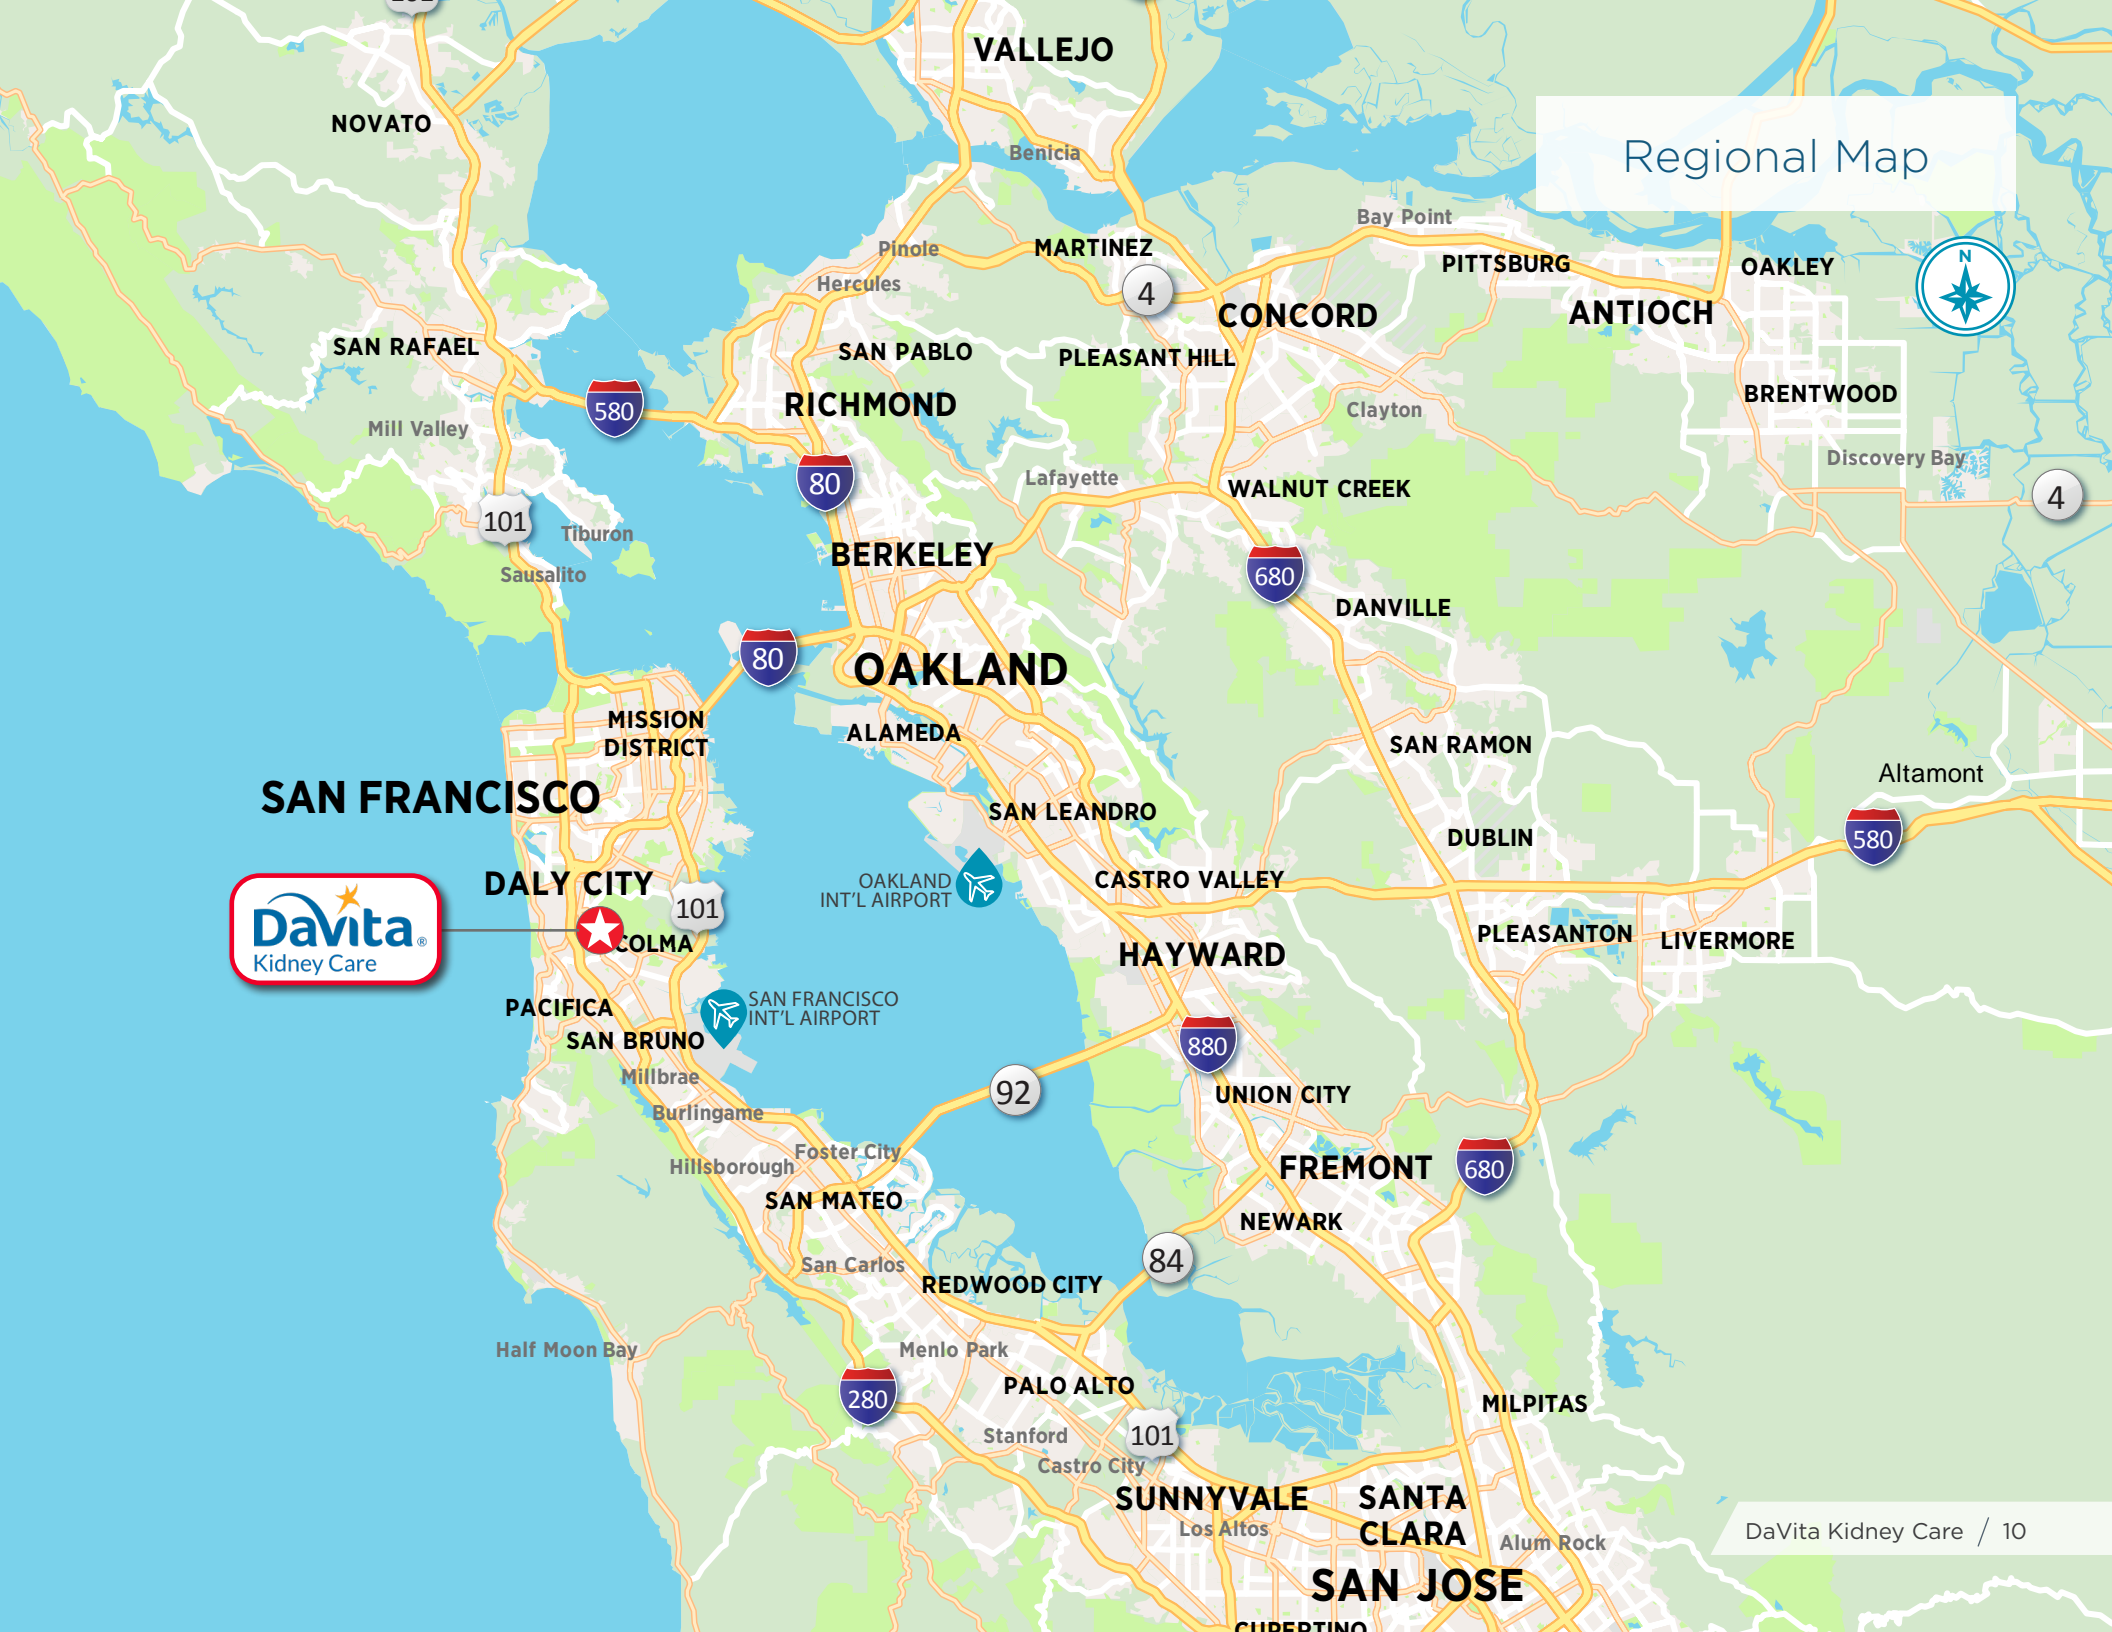 VALLEJO
NOVATO
Benicia
Regional Map
Bay Point
Pinole
MARTINEZ
PITTSBURG
OAKLEY
N
Hercules
4
CONCORD
ANTIOCH
SAN RAFAEL
SAN PABLO
PLEASANT HILL
580
RICHMOND
BRENTWOOD
Clayton
Mill Valley
Discovery Bay
80
Lafayette
WALNUT CREEK
4
101
Tiburon
BERKELEY
Sausalito
680
DANVILLE
80
OAKLAND
MISSION
DISTRICT
ALAMEDA
SAN RAMON
Altamont
SAN FRANCISCO
SAN LEANDRO
DUBLIN
580
DALY CITY
OAKLAND
INT'L AIRPORT
CASTRO VALLEY
101
DaVita®
Kidney Care
COLMA
PLEASANTON
LIVERMORE
HAYWARD
PACIFICA
SAN FRANCISCO
INT'L AIRPORT
SAN BRUNO
880
Millbrae
92
UNION CITY
Burlingame
Foster City
Hillsborough
FREMONT
680
SAN MATEO
NEWARK
San Carlos
84
REDWOOD CITY
Half Moon Bay
Menlo Park
280
PALO ALTO
MILPITAS
Stanford
101
Castro City
SUNNYVALE
SANTA
CLARA
Los Altos
Alum Rock
DaVita Kidney Care / 10
SAN JOSE
CUPERTINO